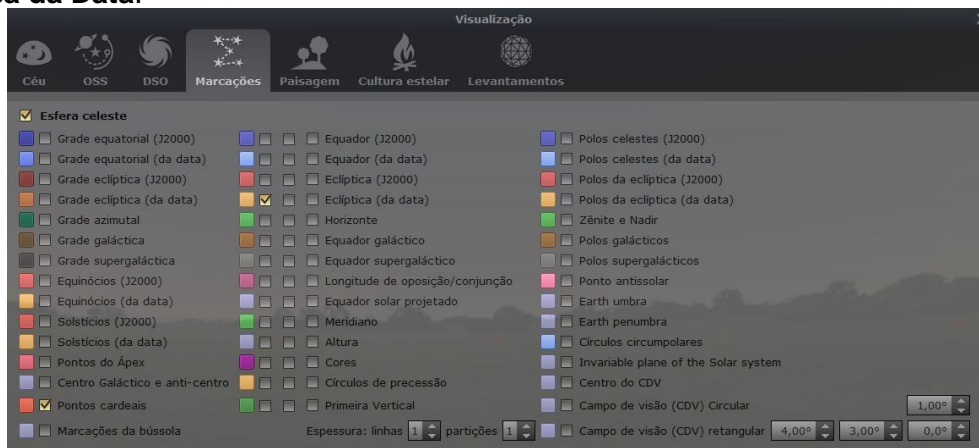 Visualização
Céu OSS DSO Marcações Paisagem Cultura estelar Levantamentos
Esfera celeste
Grade equatorial (J2000) Equador (J2000) Polos celestes (J2000)
Grade equatorial (da data) Equador (da data) Polos celestes (da data)
Grade eclíptica (J2000) Eclíptica (J2000) Polos da eclíptica (J2000)
Grade eclíptica (da data) Eclíptica (da data) Polos da eclíptica (da data)
Grade azimutal Horizonte Zênite e Nadir
Grade galáctica Equador galáctico Polos galácticos
Grade supergaláctica Equador supergaláctico Polos supergalácticos
Equinócios (J2000) Longitude de oposição/conjunção Ponto antissolar
Equinócios (da data) Equador solar projetado Earth umbra
Solstícios (J2000) Meridiano Earth penumbra
Solstícios (da data) Altura Círculos circumpolares
Pontos do Ápex Cores Invariable plane of the Solar system
Centro Galáctico e anti-centro Círculos de precessão Centro do CDV
Pontos cardeais Primeira Vertical Campo de visão (CDV) Circular 1,00°
Marcações da bússola Espessura: linhas 1 partições 1 Campo de visão (CDV) retangular 4,00° 3,00° 0,0°